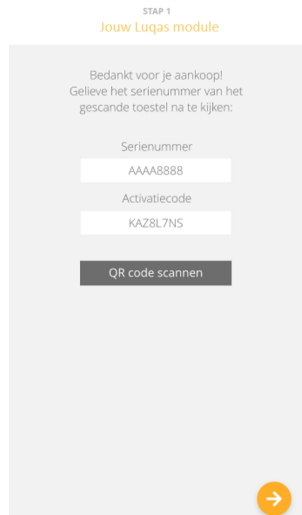 STAP 1
Jouw Luqas module
Bedankt voor je aankoop!
Gelieve het serienummer van het
gescande toestel na te kijken:
Serienummer
AAAA8888
Activatiecode
KAZ8L7NS
QR code scannen